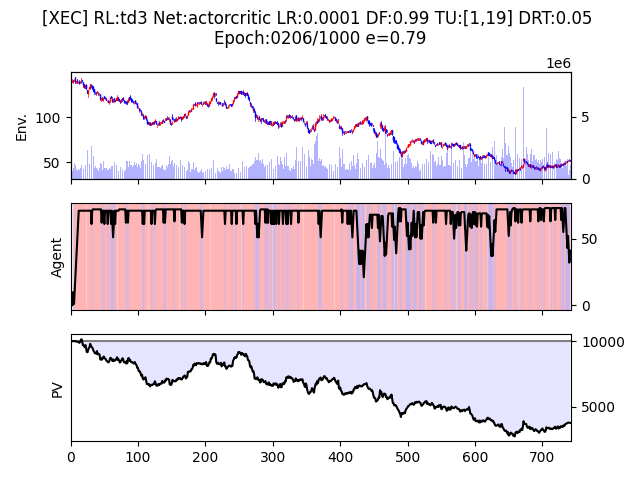 [XEC] RL:td3 Net:actorcritic LR:0.0001 DF:0.99 TU:[1,19] DRT:0.05
Epoch:0206/1000 e=0.79
1e6
Env.
100
50
5
0
Agent
50
0
PV
10000
5000
0 100 200 300 400 500 600 700